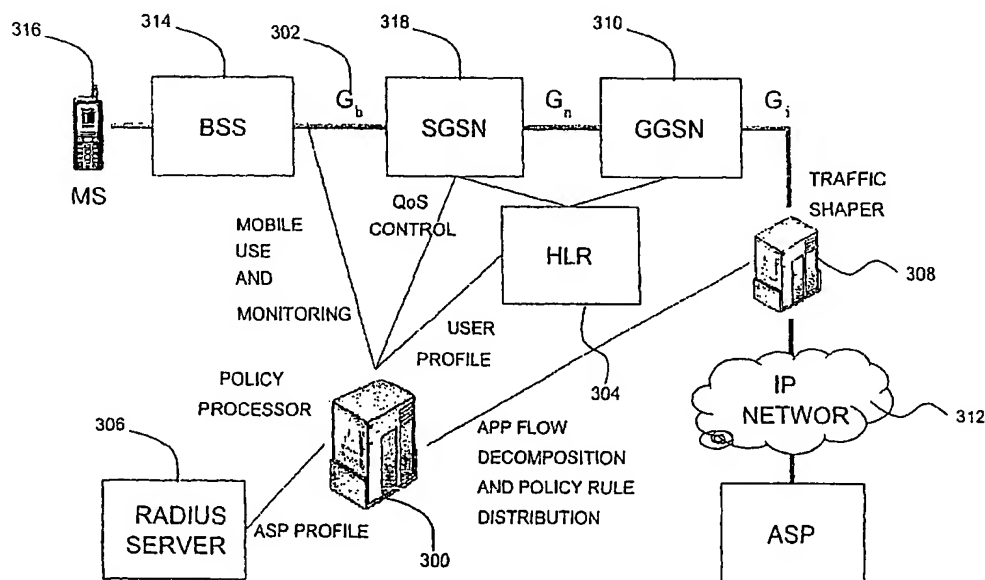 316
314
302
318
310
BSS
Gb
SGSN
Gn
GGSN
Gi
MS
TRAFFIC
SHAPER
QoS
CONTROL
MOBILE
USE
AND
MONITORING
HLR
308
USER
PROFILE
304
POLICY
PROCESSOR
IP
NETWOR
312
306
APP FLOW
DECOMPOSITION
AND POLICY RULE
DISTRIBUTION
RADIUS
SERVER
ASP PROFILE
300
ASP